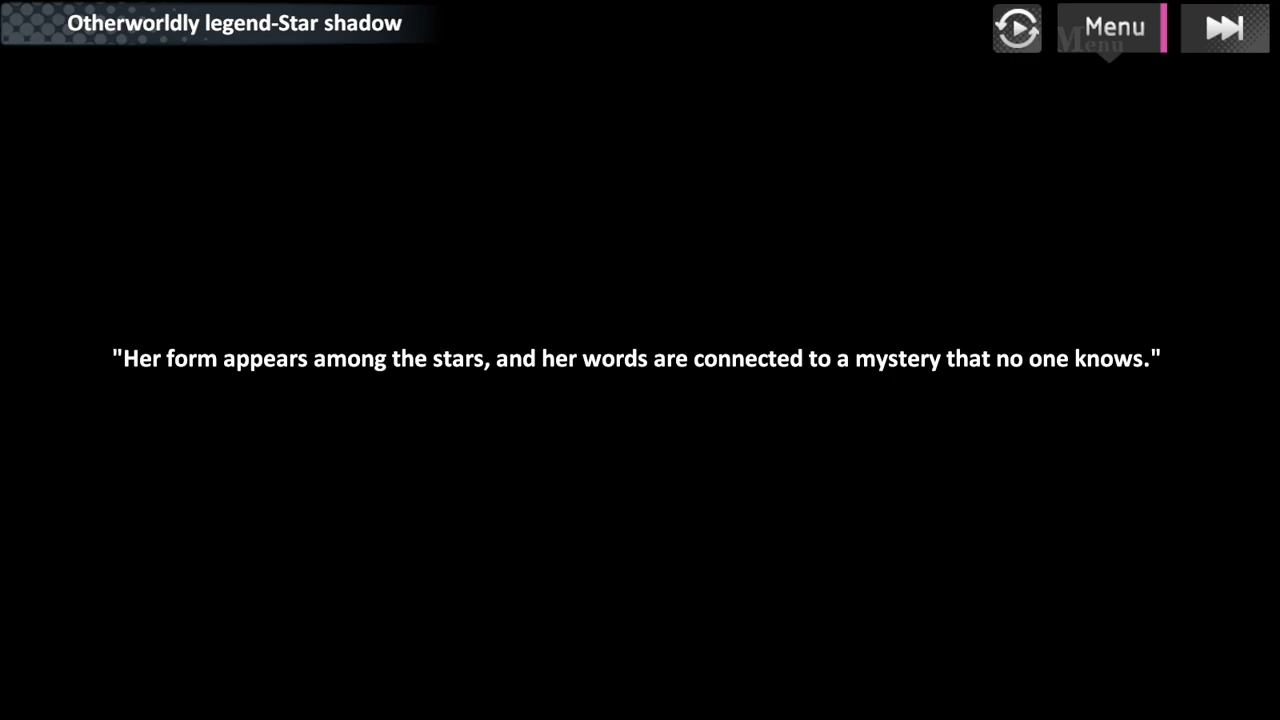 Otherworldly legend-Star shadow
Menu
Menu
"Her form appears among the stars, and her words are connected to a mystery that no one knows."